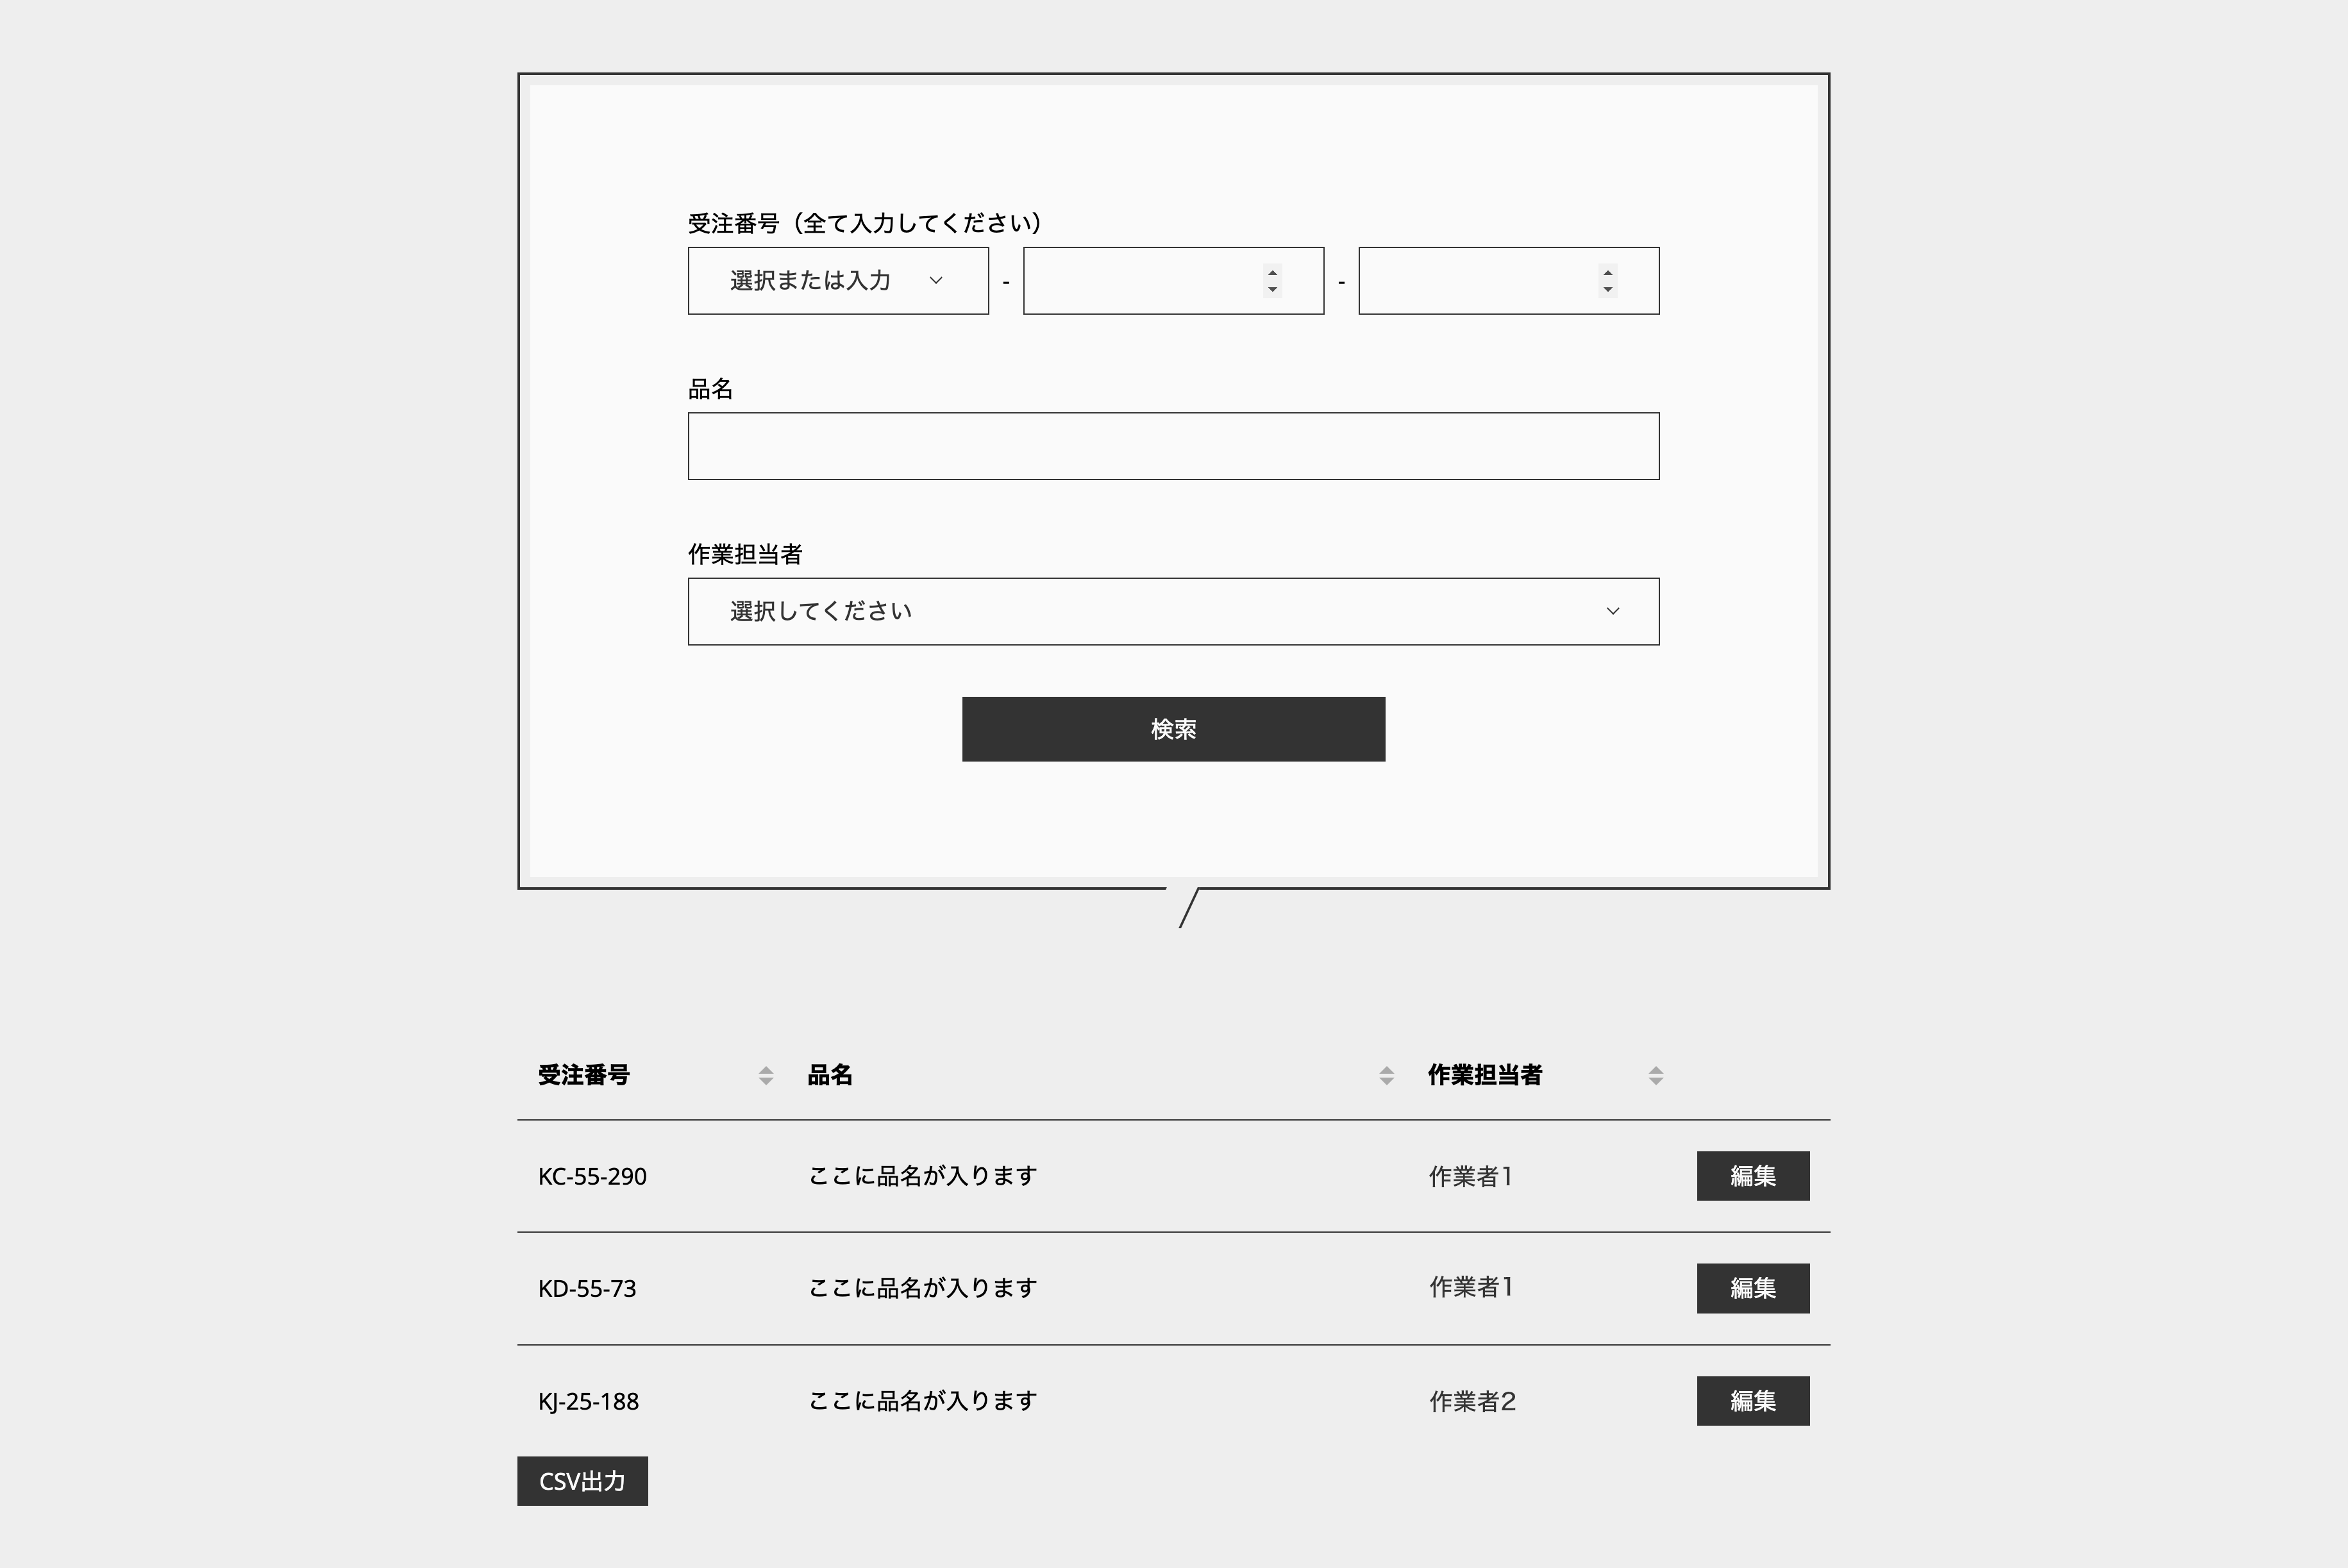 受注番号（全て入力してください）
選択または入力 - -
品名
作業担当者
選択してください
検索
受注番号 品名 作業担当者
KC-55-290 ここに品名が入ります 作業者1 編集
KD-55-73 ここに品名が入ります 作業者1 編集
KJ-25-188 ここに品名が入ります 作業者2 編集
CSV出力